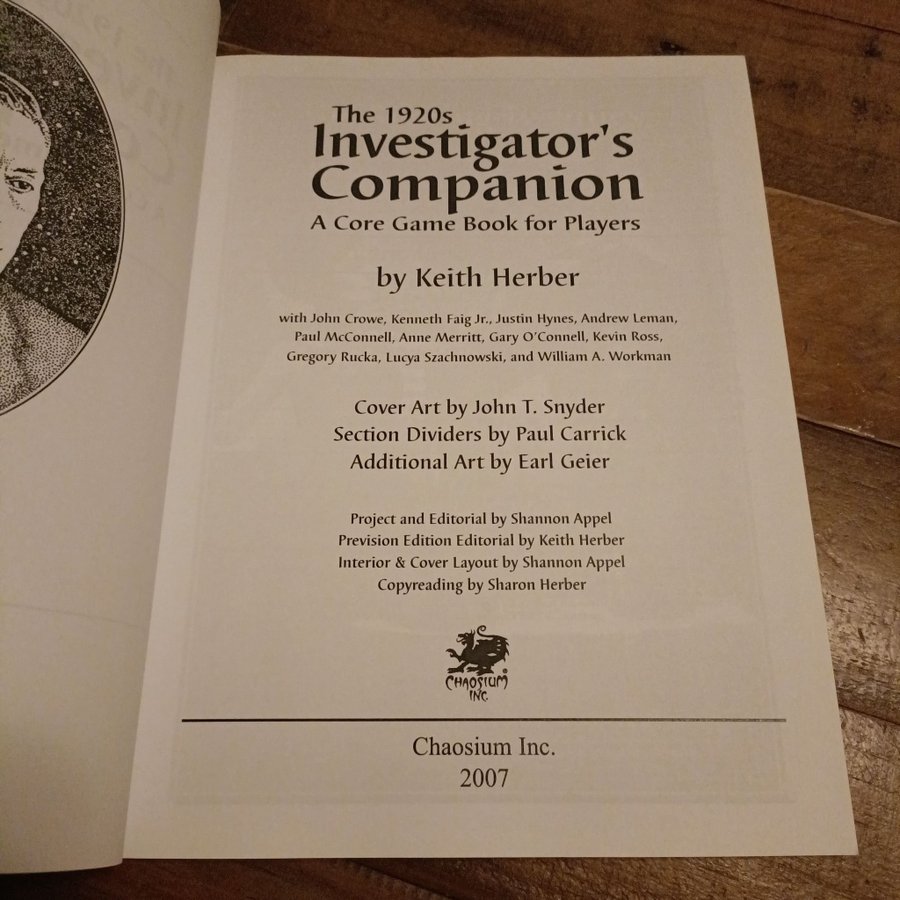 The 1920s
Investigator's
Companion
A Core Game Book for Players
by Keith Herber
with John Crowe, Kenneth Faig Jr., Justin Hynes, Andrew Leman,
Paul McConnell, Anne Merritt, Gary O'Connell, Kevin Ross,
Gregory Rucka, Lucya Szachnowski, and William A. Workman
Cover Art by John T. Snyder
Section Dividers by Paul Carrick
Additional Art by Earl Geier
Project and Editorial by Shannon Appel
Prevision Edition Editorial by Keith Herber
Interior & Cover Layout by Shannon Appel
Copyreading by Sharon Herber
CHAOSIUM
INC.
Chaosium Inc.
2007